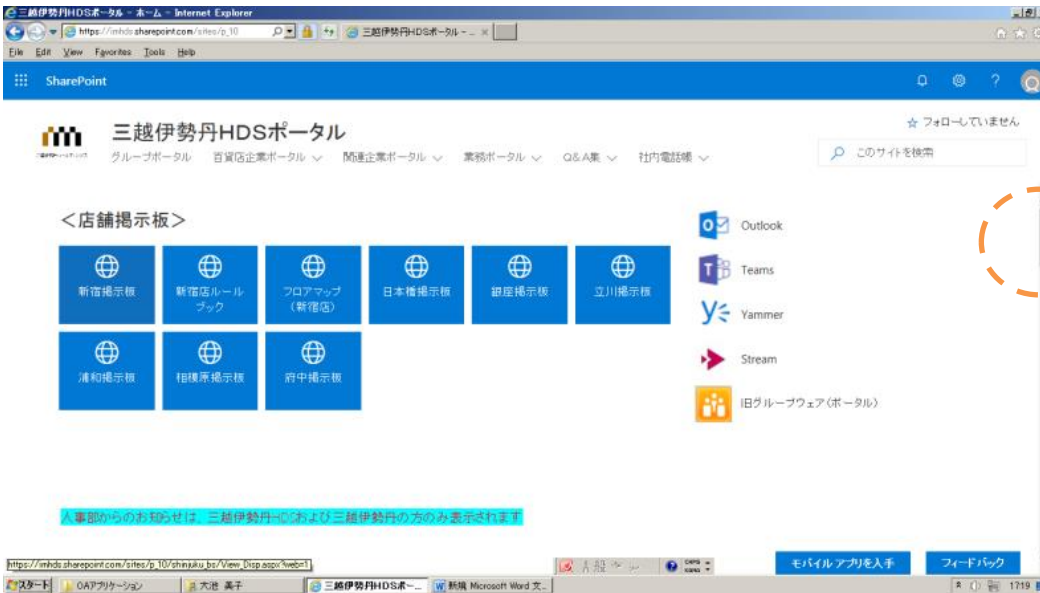 三越伊勢丹HDSポータル - ホーム - Internet Explorer
https://imhds.sharepoint.com/sites/p_10
三越伊勢丹HDSポータル - ...
File Edit View Favorites Tools Help
SharePoint
三越伊勢丹HDSポータル
☆ フォローしていません
グループポータル 百貨店企業ポータル 関連企業ポータル 業務ポータル Q&A集 社内電話帳
このサイトを検索
<店舗掲示板>
新宿掲示板
新宿店ルール
ブック
フロアマップ
(新宿店)
日本橋掲示板
銀座掲示板
立川掲示板
浦和掲示板
相模原掲示板
府中掲示板
Outlook
Teams
Yammer
Stream
旧グループウェア(ポータル)
人事部からのお知らせは、三越伊勢丹HDSおよび三越伊勢丹の方のみ表示されます
https://imhds.sharepoint.com/sites/p_10/shinjuku_bs/View_Disp.aspx?web=1
モバイル アプリを入手
フィードバック
スタート
OAアプリケーション
三越伊勢丹HDSポー...
新規 Microsoft Word 文...
A 般
CAPS
KANA
17:19